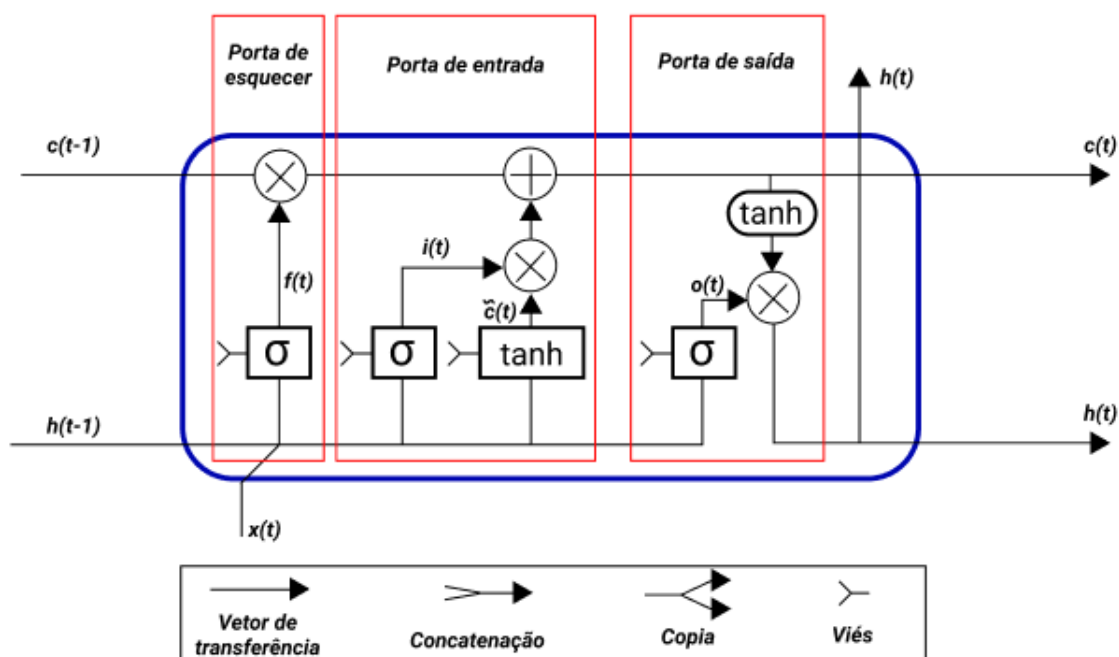 Porta de
esquecer
Porta de entrada
Porta de saída
h(t)
c(t-1)
c(t)
tanh
i(t)
f(t)
o(t)
c̃(t)
σ
σ
tanh
σ
h(t-1)
h(t)
x(t)
Vetor de
transferência
Concatenação
Copia
Viés